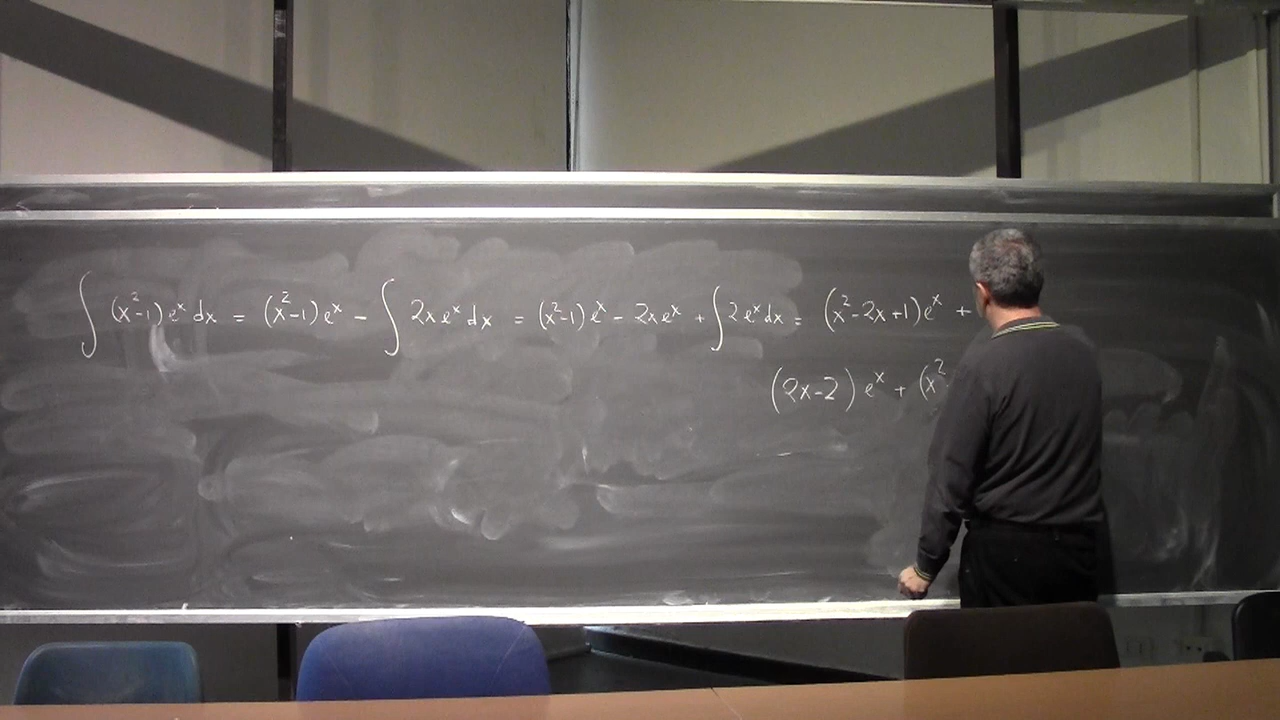 ∫ (x²-1) eˣ dx = (x²-1) eˣ - ∫ 2x eˣ dx = (x²-1) eˣ - 2x eˣ + ∫ 2 eˣ dx = (x²-2x+1) eˣ +
(2x-2) eˣ + (x²